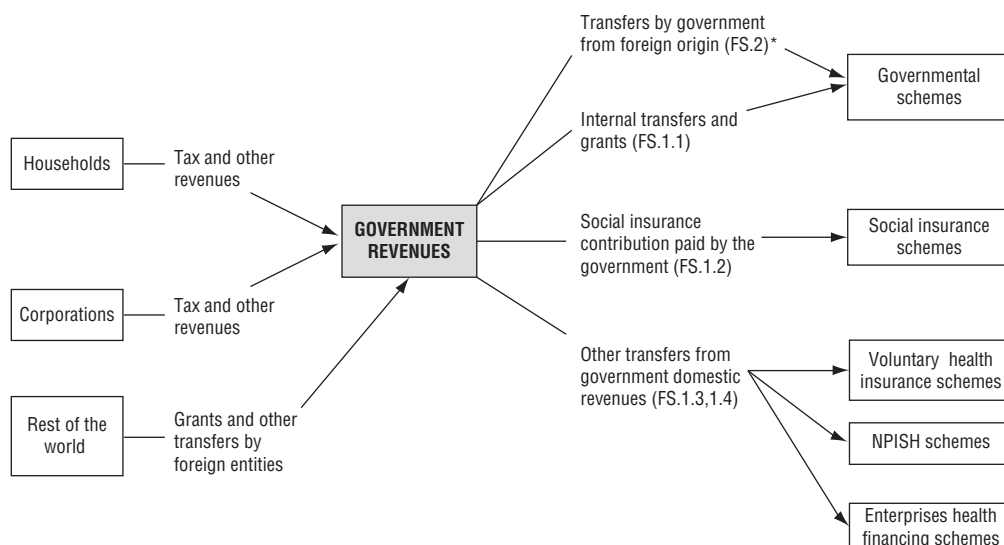 Transfers by government
from foreign origin (FS.2)*
Governmental
schemes
Internal transfers and
grants (FS.1.1)
Households
Tax and other
revenues
GOVERNMENT
REVENUES
Social insurance
contribution paid by the
government (FS.1.2)
Social insurance
schemes
Corporations
Tax and other
revenues
Other transfers from
government domestic
revenues (FS.1.3,1.4)
Voluntary health
insurance schemes
Rest of the
world
Grants and other
transfers by
foreign entities
NPISH schemes
Enterprises health
financing schemes